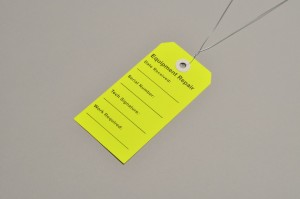 Equipment Repair
Date Received:
Serial Number:
Tech Signature:
Work Required: